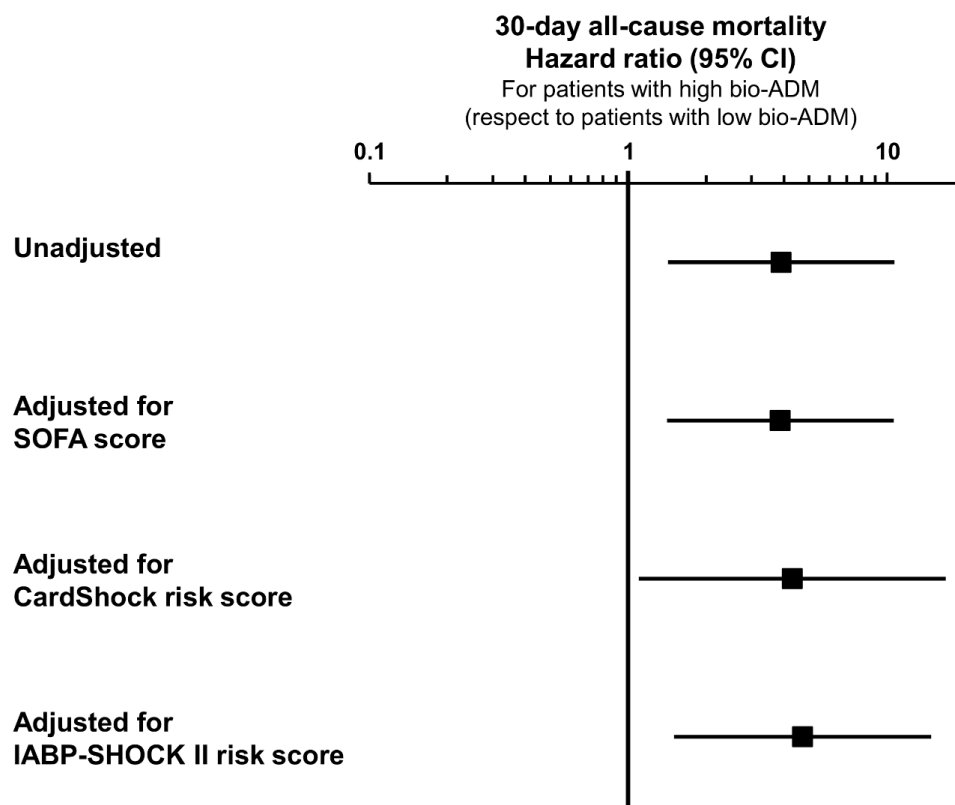 30-day all-cause mortality
Hazard ratio (95% CI)
For patients with high bio-ADM
(respect to patients with low bio-ADM)
0.1 1 10
Unadjusted
Adjusted for
SOFA score
Adjusted for
CardShock risk score
Adjusted for
IABP-SHOCK II risk score